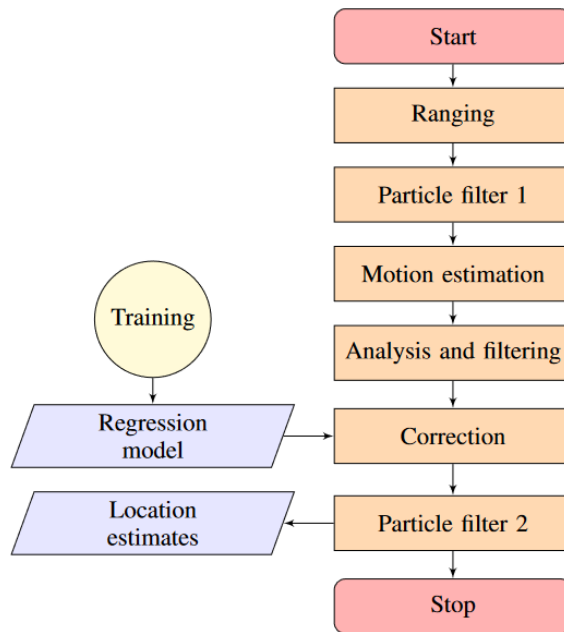 Start
Ranging
Particle filter 1
Motion estimation
Training
Analysis and filtering
Regression
model
Correction
Location
estimates
Particle filter 2
Stop